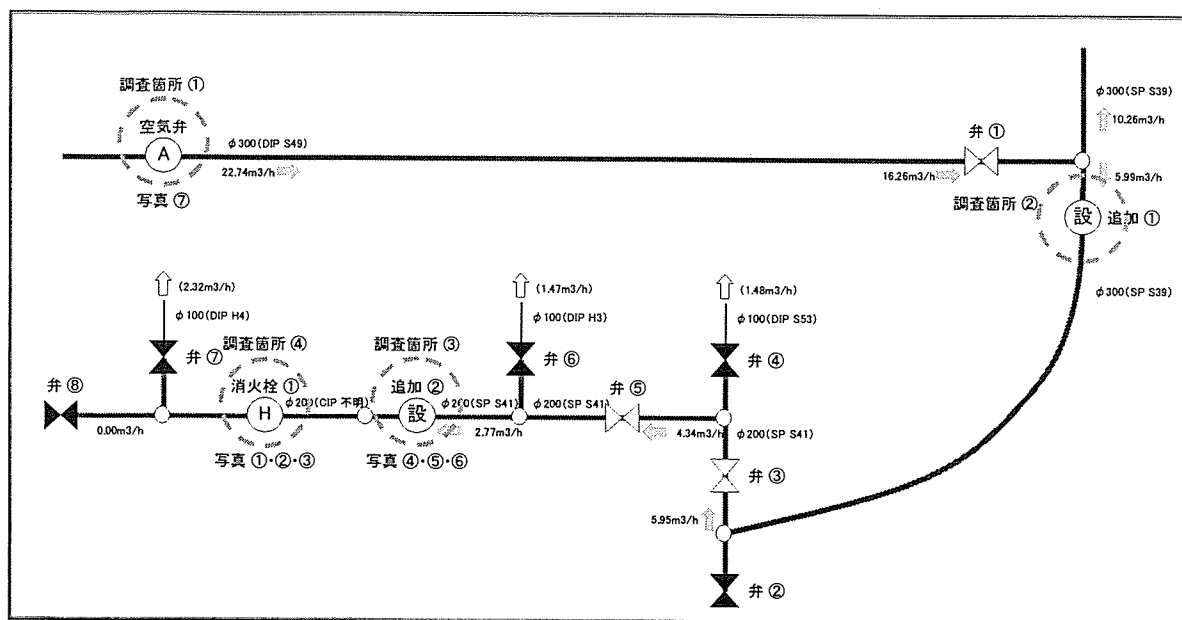 調査箇所 ①
空気弁
A
φ300(DIP S49)
22.74m3/h
写真 ⑦
弁 ①
16.26m3/h
φ300(SP S39)
10.26m3/h
5.99m3/h
調査箇所 ②
設
追加 ①
φ300(SP S39)
(2.32m3/h)
φ100(DIP H4)
弁 ⑦
(1.47m3/h)
φ100(DIP H3)
弁 ⑥
(1.48m3/h)
φ100(DIP S53)
弁 ④
調査箇所 ④
消火栓 ①
H
φ200(CIP 不明)
写真 ①・②・③
調査箇所 ③
追加 ②
設
φ200(SP S41)
写真 ④・⑤・⑥
弁 ⑧
0.00m3/h
2.77m3/h
φ200(SP S41)
弁 ⑤
4.34m3/h
φ200(SP S41)
弁 ③
5.95m3/h
弁 ②